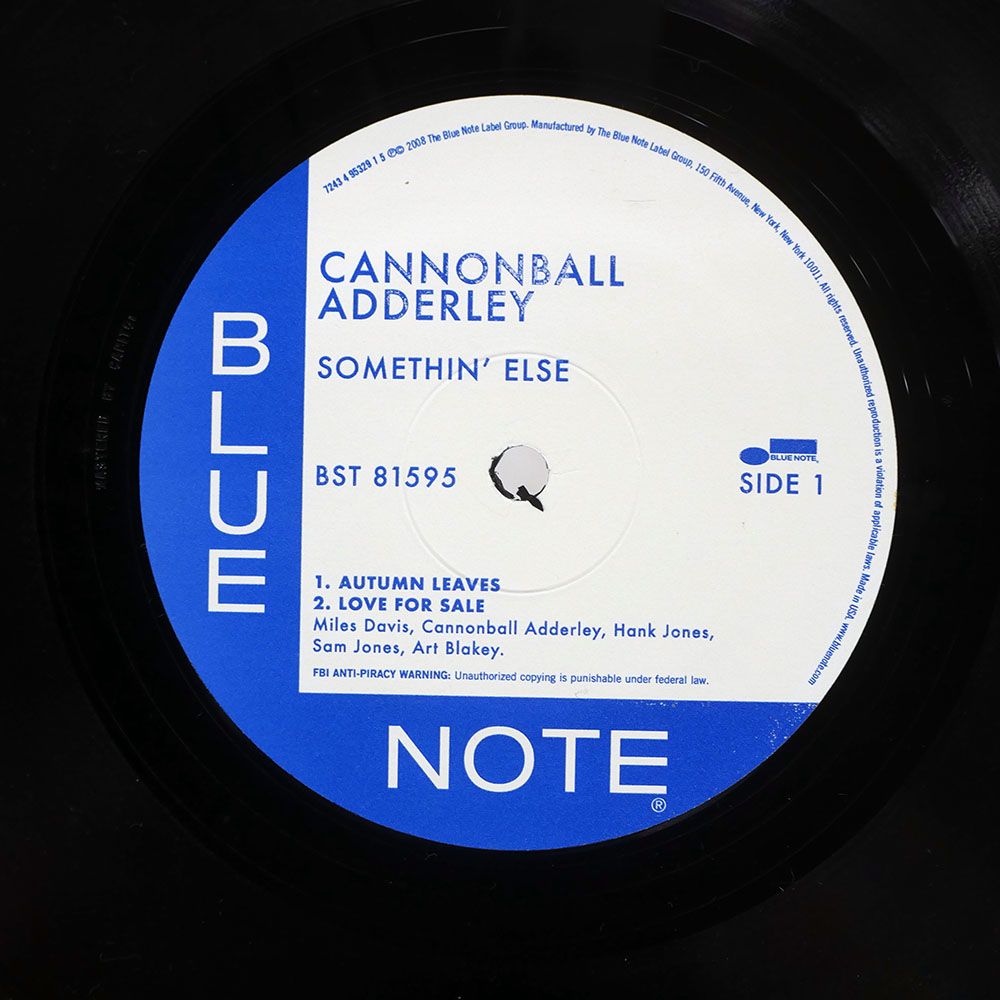 7243 4 95329 1 5 ℗© 2008 The Blue Note Label Group. Manufactured by The Blue Note Label Group, 150 Fifth Avenue, New York, New York 10011. All rights reserved. Unauthorized reproduction is a violation of applicable laws. Made in USA. www.bluenote.com
CANNONBALL
ADDERLEY
SOMETHIN' ELSE
BLUE
BLUE NOTE
BST 81595
SIDE 1
1. AUTUMN LEAVES
2. LOVE FOR SALE
Miles Davis, Cannonball Adderley, Hank Jones,
Sam Jones, Art Blakey.
FBI ANTI-PIRACY WARNING: Unauthorized copying is punishable under federal law.
NOTE®
MASTERED BY CAPITOL